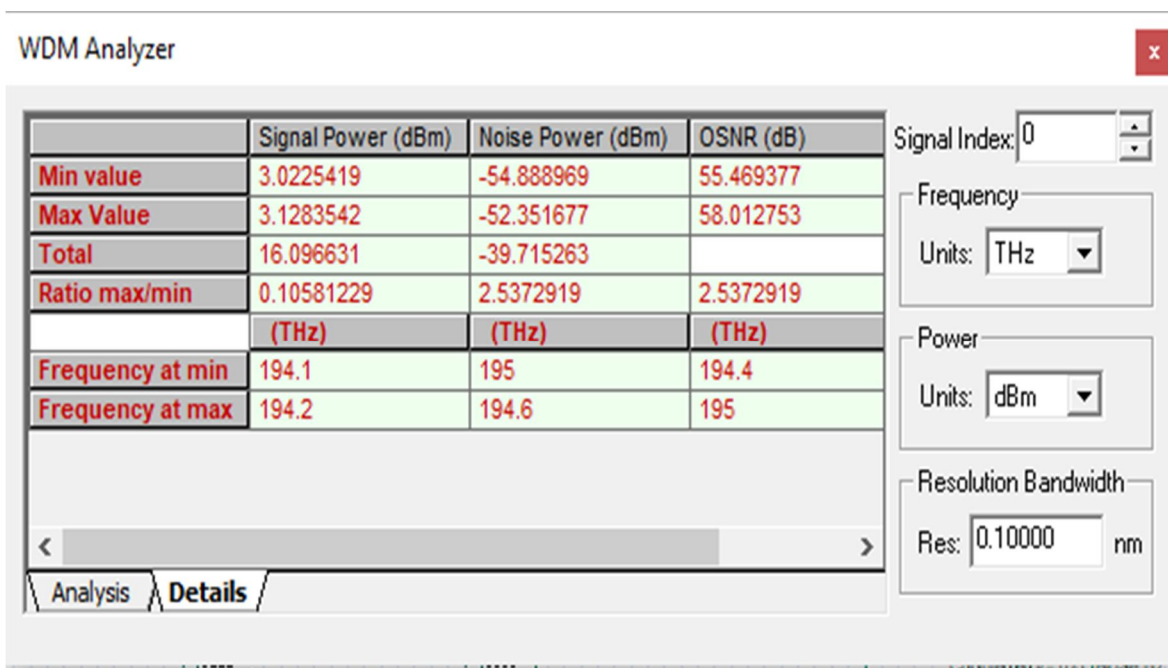 WDM Analyzer
x
Signal Power (dBm) Noise Power (dBm) OSNR (dB)
Min value 3.0225419 -54.888969 55.469377
Max Value 3.1283542 -52.351677 58.012753
Total 16.096631 -39.715263
Ratio max/min 0.10581229 2.5372919 2.5372919
(THz) (THz) (THz)
Frequency at min 194.1 195 194.4
Frequency at max 194.2 194.6 195
Analysis Details
Signal Index: 0
Frequency
Units: THz
Power
Units: dBm
Resolution Bandwidth
Res: 0.10000 nm